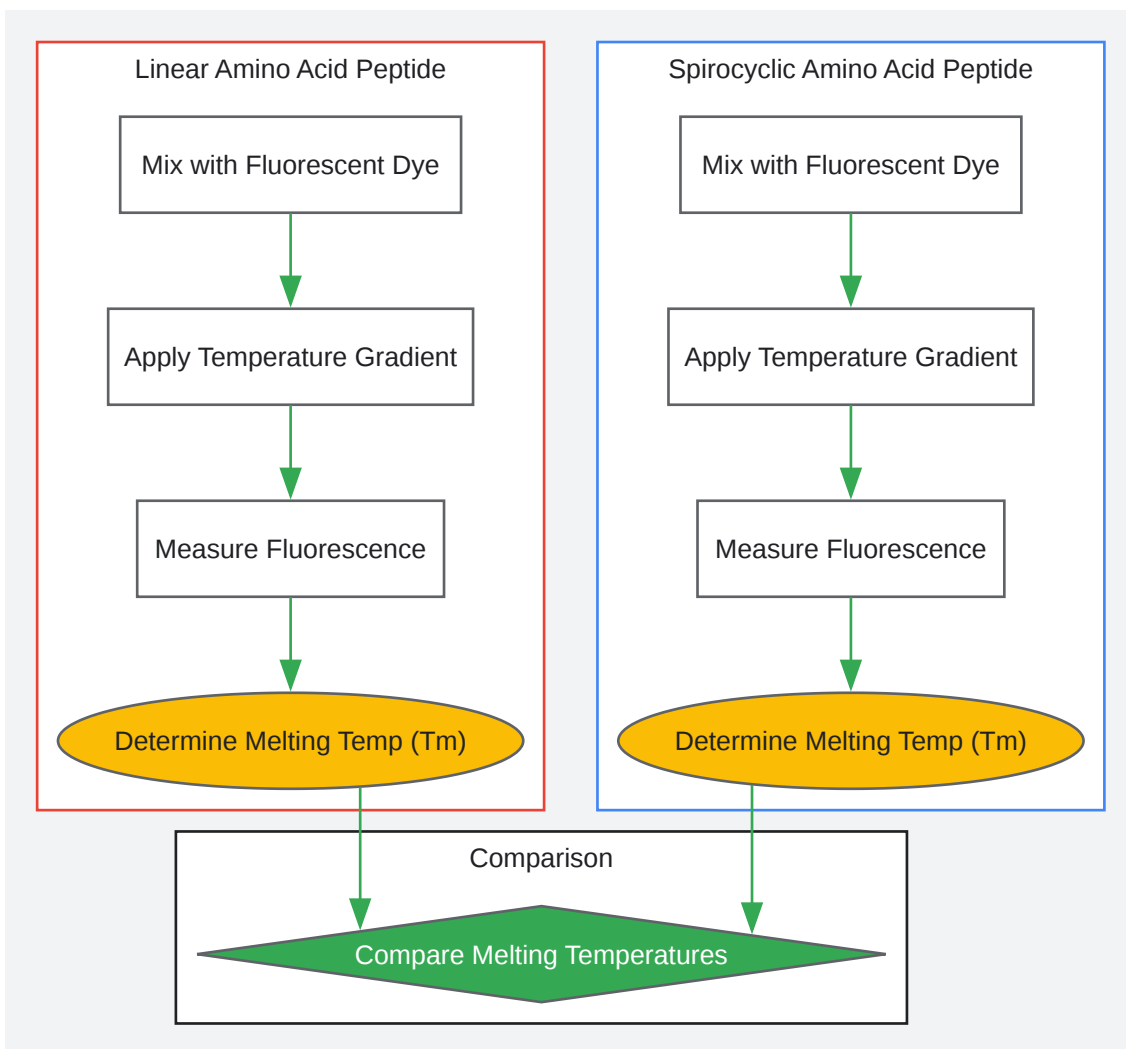 Linear Amino Acid Peptide
Mix with Fluorescent Dye
Apply Temperature Gradient
Measure Fluorescence
Determine Melting Temp (Tm)
Spirocyclic Amino Acid Peptide
Mix with Fluorescent Dye
Apply Temperature Gradient
Measure Fluorescence
Determine Melting Temp (Tm)
Comparison
Compare Melting Temperatures